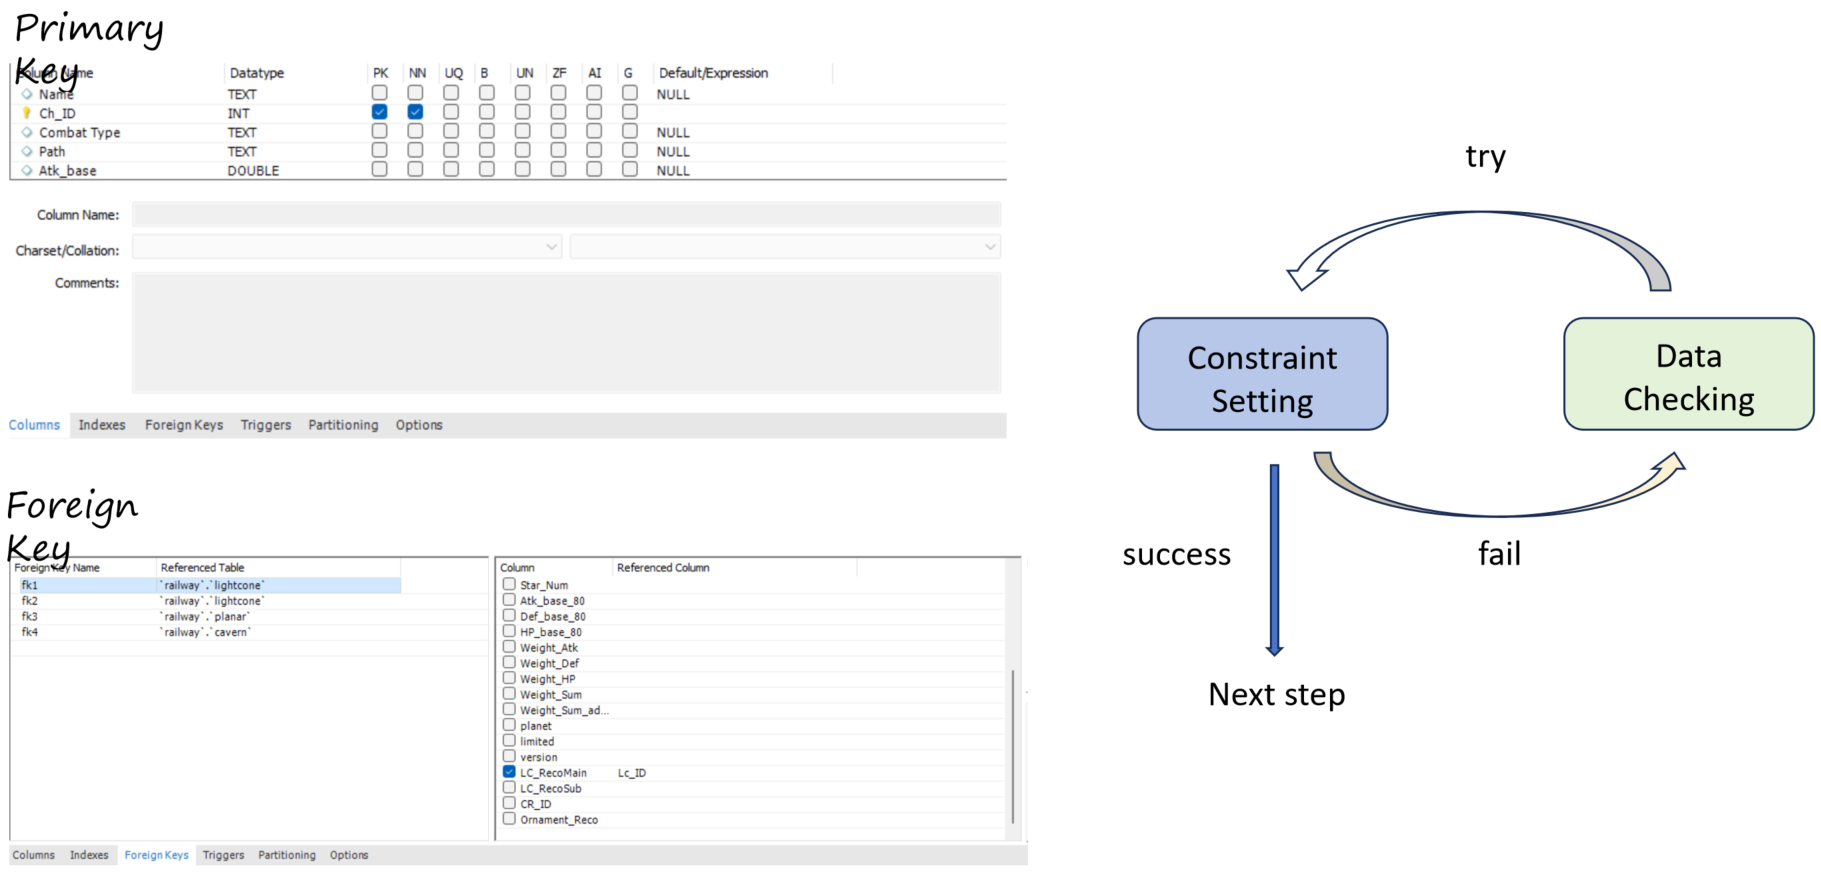 Primary
Key
Column Name Datatype PK NN UQ B UN ZF AI G Default/Expression
Name TEXT NULL
Ch_ID INT
Combat Type TEXT NULL
Path TEXT NULL
Atk_base DOUBLE NULL
Column Name:
Charset/Collation:
Comments:
Columns Indexes Foreign Keys Triggers Partitioning Options
Foreign
Key
Foreign Key Name Referenced Table
fk1 `railway`.`lightcone`
fk2 `railway`.`lightcone`
fk3 `railway`.`planar`
fk4 `railway`.`cavern`
Column Referenced Column
Star_Num
Atk_base_80
Def_base_80
HP_base_80
Weight_Atk
Weight_Def
Weight_HP
Weight_Sum
Weight_Sum_ad...
planet
limited
version
LC_RecoMain Lc_ID
LC_RecoSub
CR_ID
Ornament_Reco
Columns Indexes Foreign Keys Triggers Partitioning Options
try
Constraint
Setting
Data
Checking
success
fail
Next step